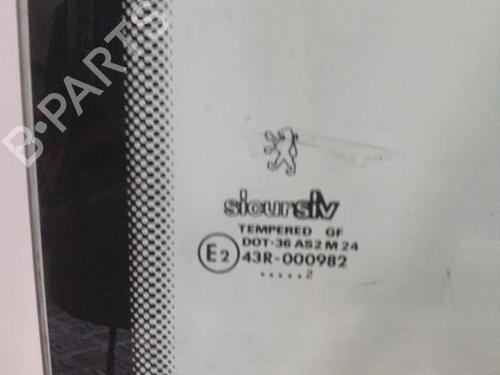 B-PARTS
sicursiv
TEMPERED GF
DOT-36 AS2 M 24
E2 43R-000982
.....2